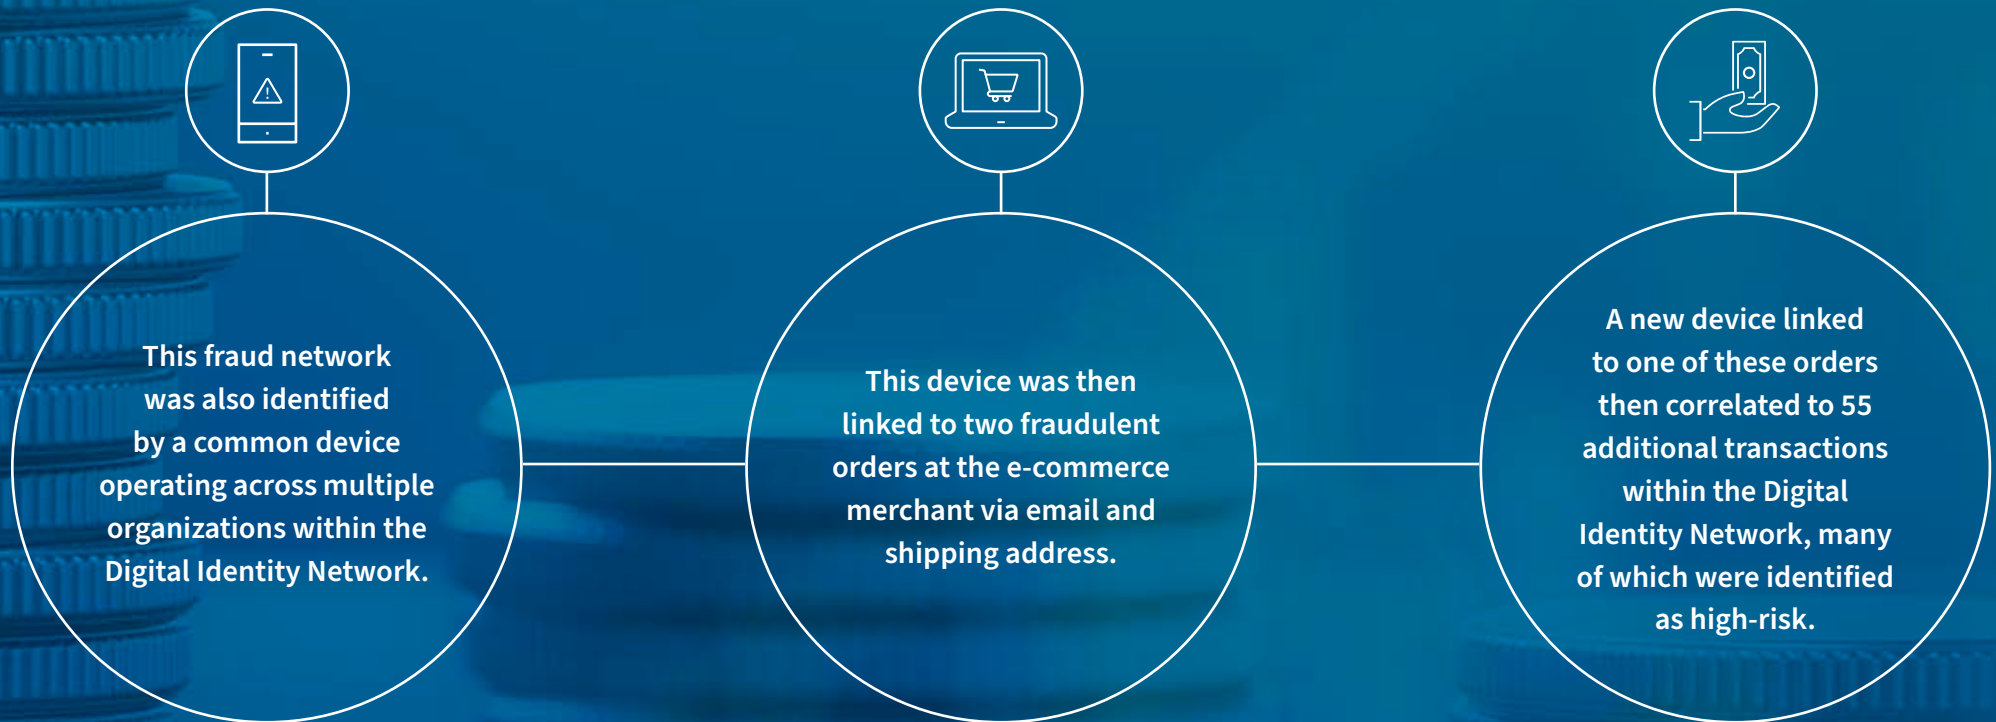 This fraud network
was also identified
by a common device
operating across multiple
organizations within the
Digital Identity Network.
This device was then
linked to two fraudulent
orders at the e-commerce
merchant via email and
shipping address.
A new device linked
to one of these orders
then correlated to 55
additional transactions
within the Digital
Identity Network, many
of which were identified
as high-risk.